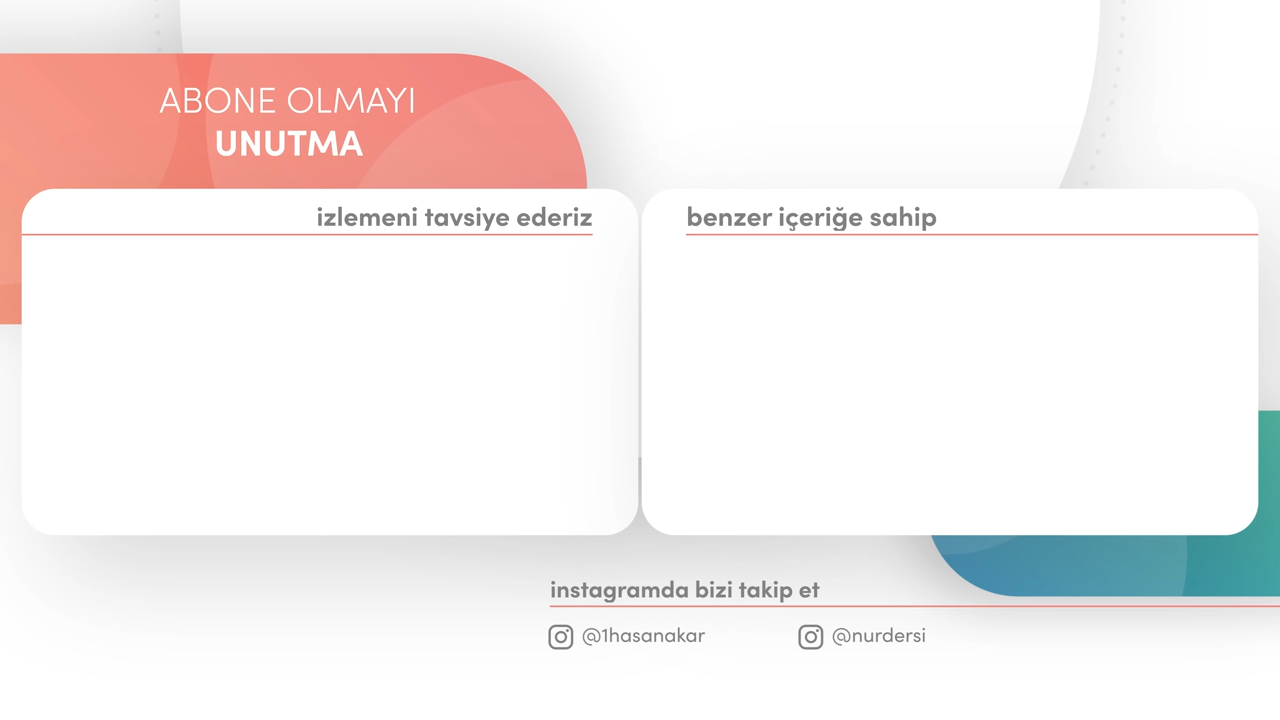 ABONE OLMAYI
UNUTMA
izlemeni tavsiye ederiz
benzer içeriğe sahip
instagramda bizi takip et
@1hasanakar
@nurdersi